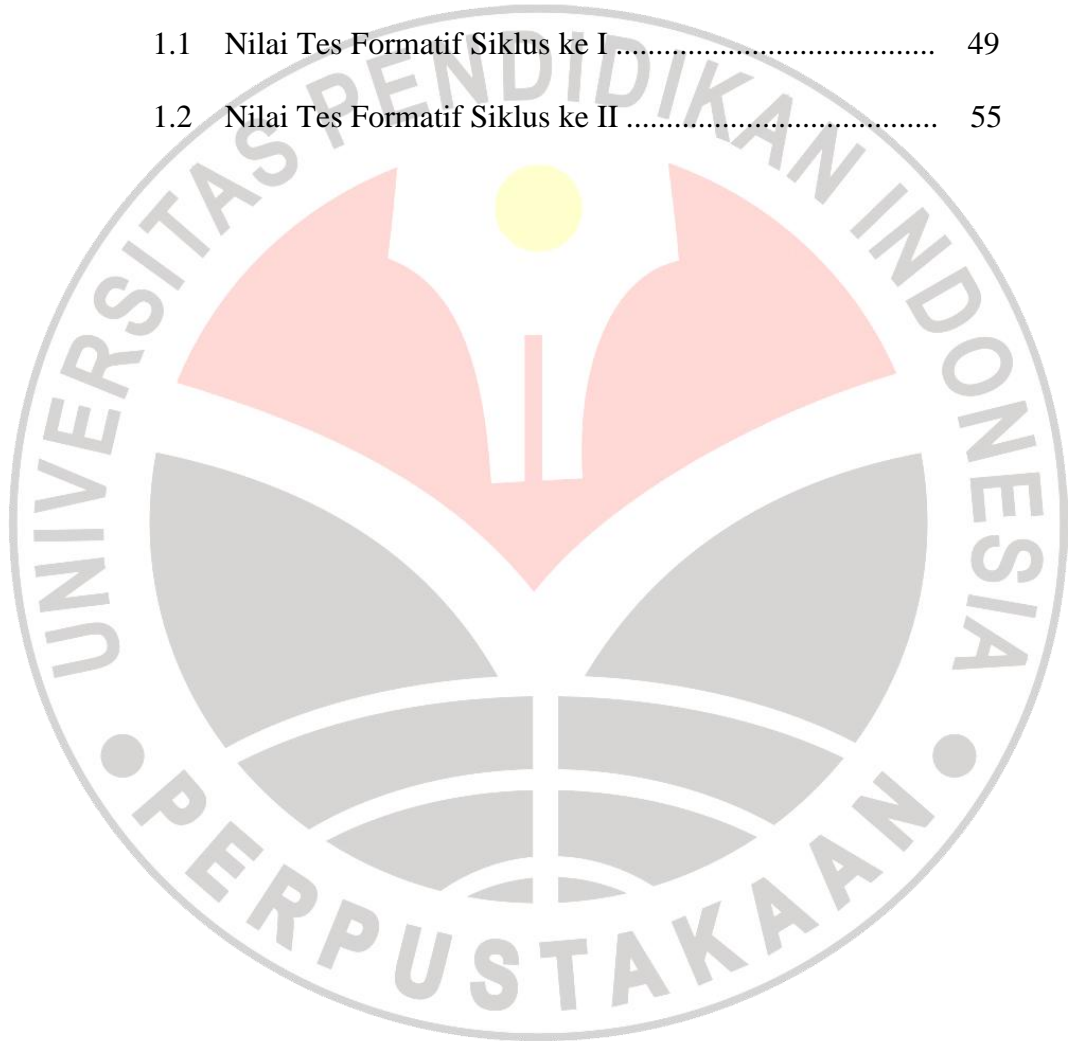 1.1 Nilai Tes Formatif Siklus ke I ........................................ 49
1.2 Nilai Tes Formatif Siklus ke II ....................................... 55
UNIVERSITAS PENDIDIKAN INDONESIA
PERPUSTAKAAN